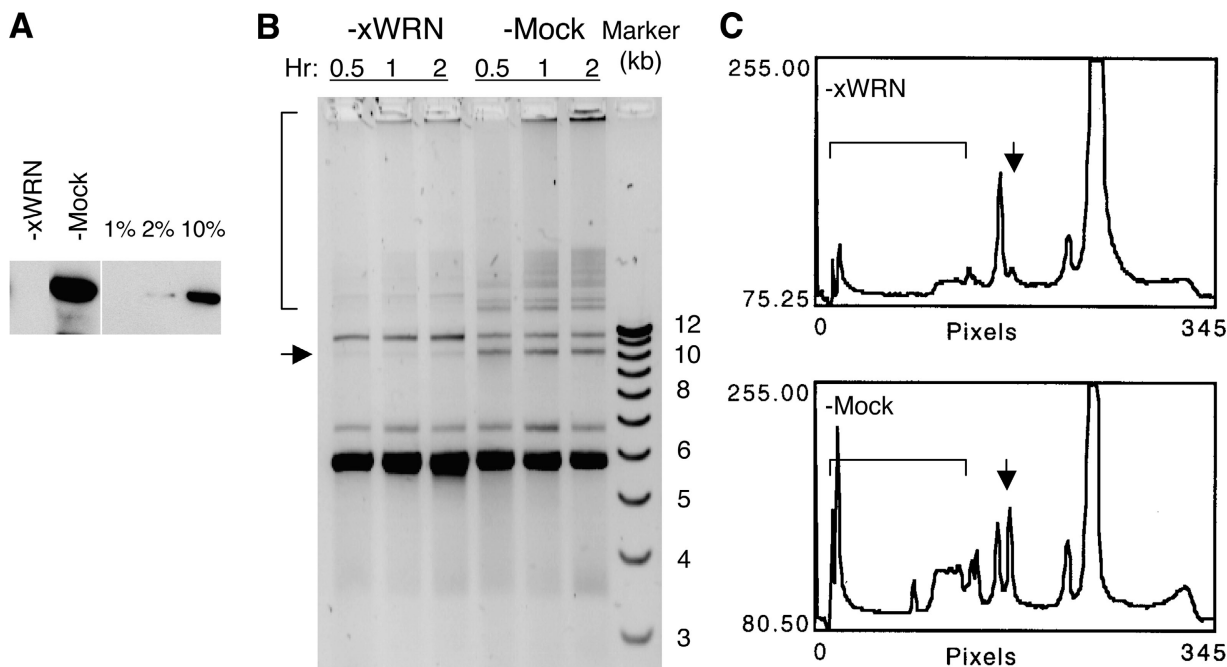 A
-xWRN
-Mock
1% 2% 10%
B
-xWRN
-Mock
Marker
(kb)
Hr: 0.5 1 2 0.5 1 2
12
10
8
6
5
4
3
C
255.00
-xWRN
75.25
0
Pixels
345
255.00
-Mock
80.50
0
Pixels
345